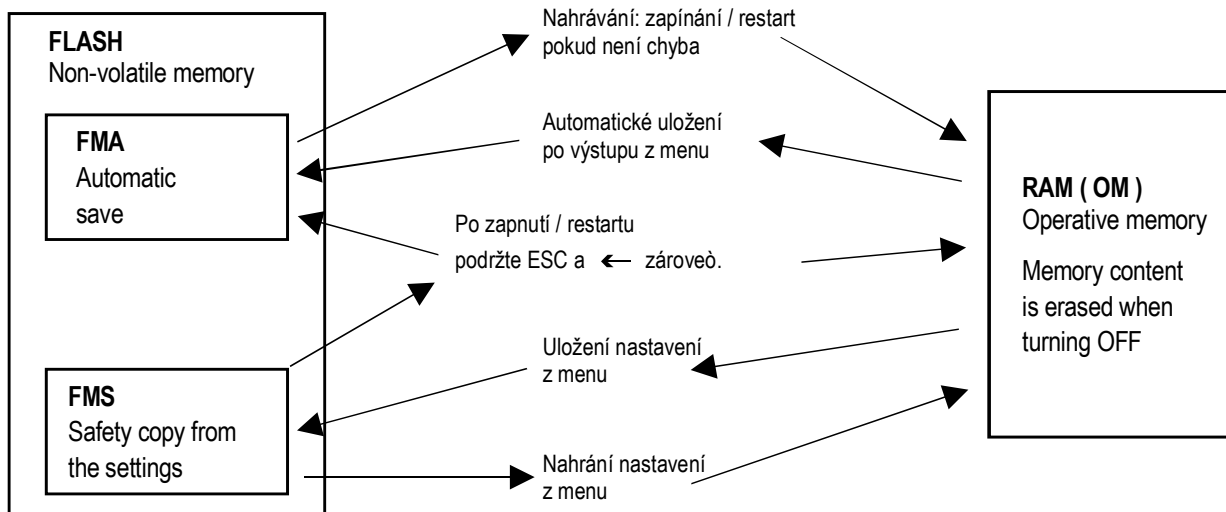 FLASH
Non-volatile memory
FMA
Automatic
save
FMS
Safety copy from
the settings
Nahrávání: zapínání / restart
pokud není chyba
Automatické uložení
po výstupu z menu
Po zapnutí / restartu
podržte ESC a ← zároveò.
Uložení nastavení
z menu
Nahrání nastavení
z menu
RAM ( OM )
Operative memory
Memory content
is erased when
turning OFF